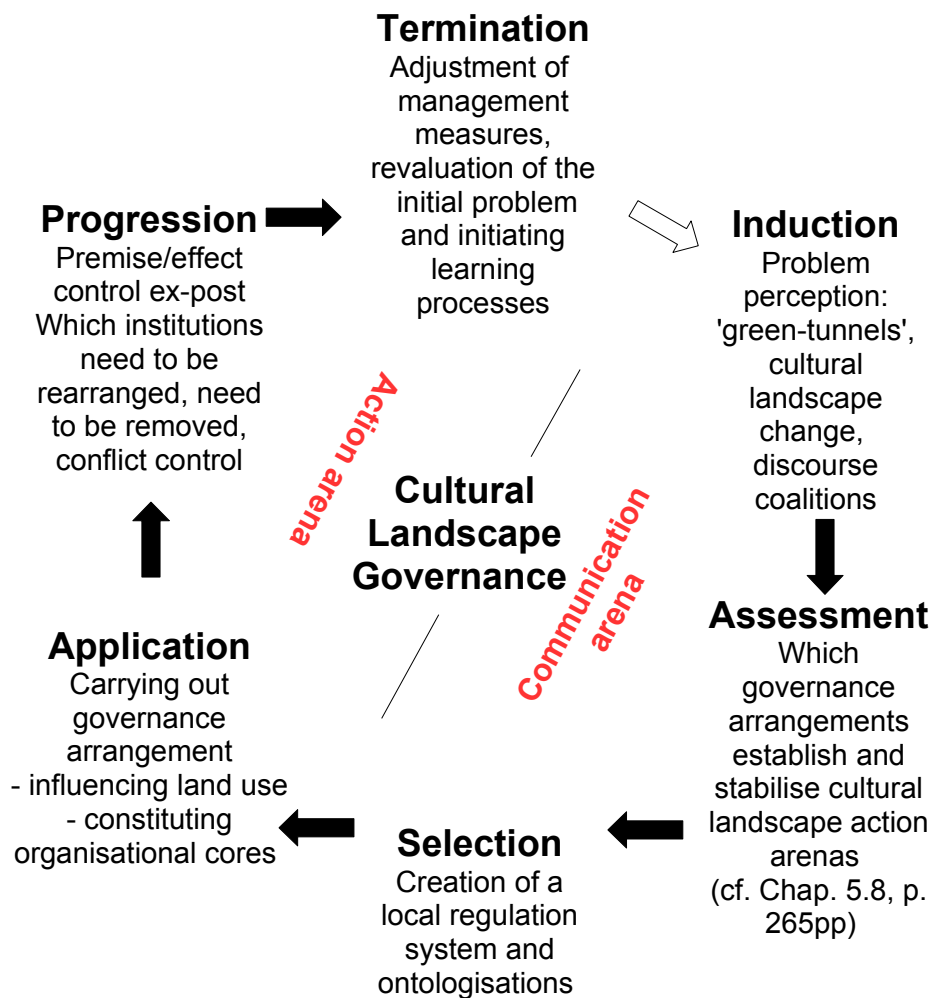 Termination
Adjustment of
management
measures,
revaluation of the
initial problem
and initiating
learning
processes
Induction
Problem
perception:
'green-tunnels',
cultural
landscape
change,
discourse
coalitions
Assessment
Which
governance
arrangements
establish and
stabilise cultural
landscape action
arenas
(cf. Chap. 5.8, p.
265pp)
Selection
Creation of a
local regulation
system and
ontologisations
Application
Carrying out
governance
arrangement
- influencing land use
- constituting
organisational cores
Progression
Premise/effect
control ex-post
Which institutions
need to be
rearranged, need
to be removed,
conflict control
Action arena
Cultural
Landscape
Governance
Communication
arena